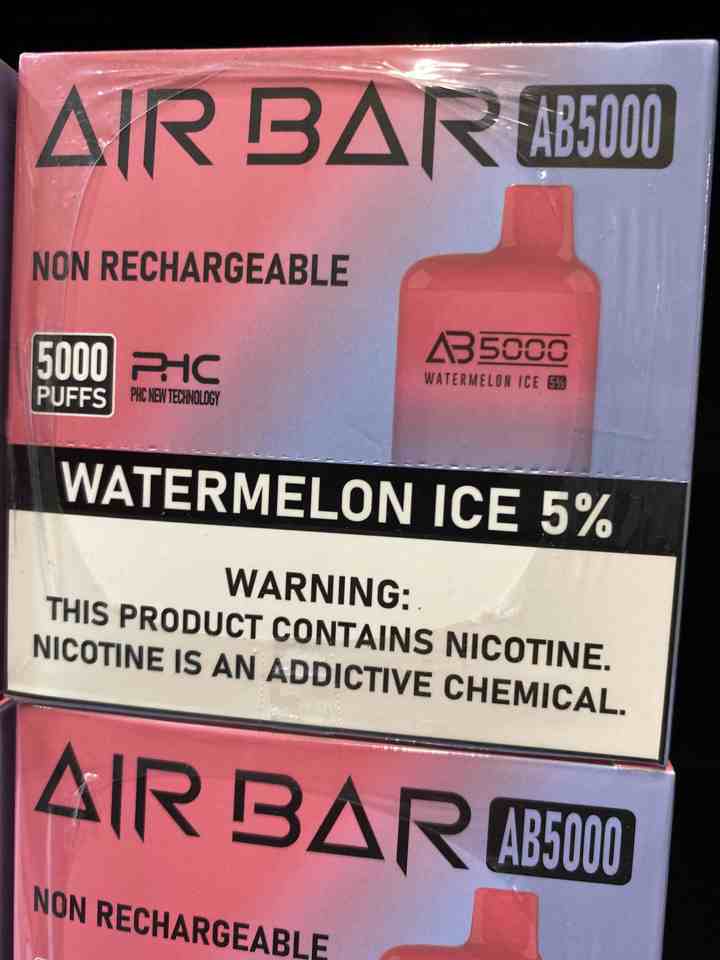 AIR BAR AB5000
NON RECHARGEABLE
AB5000
WATERMELON ICE 5%
5000
PUFFS
PHC
PHC NEW TECHNOLOGY
WATERMELON ICE 5%
WARNING:
THIS PRODUCT CONTAINS NICOTINE.
NICOTINE IS AN ADDICTIVE CHEMICAL.
AIR BAR AB5000
NON RECHARGEABLE